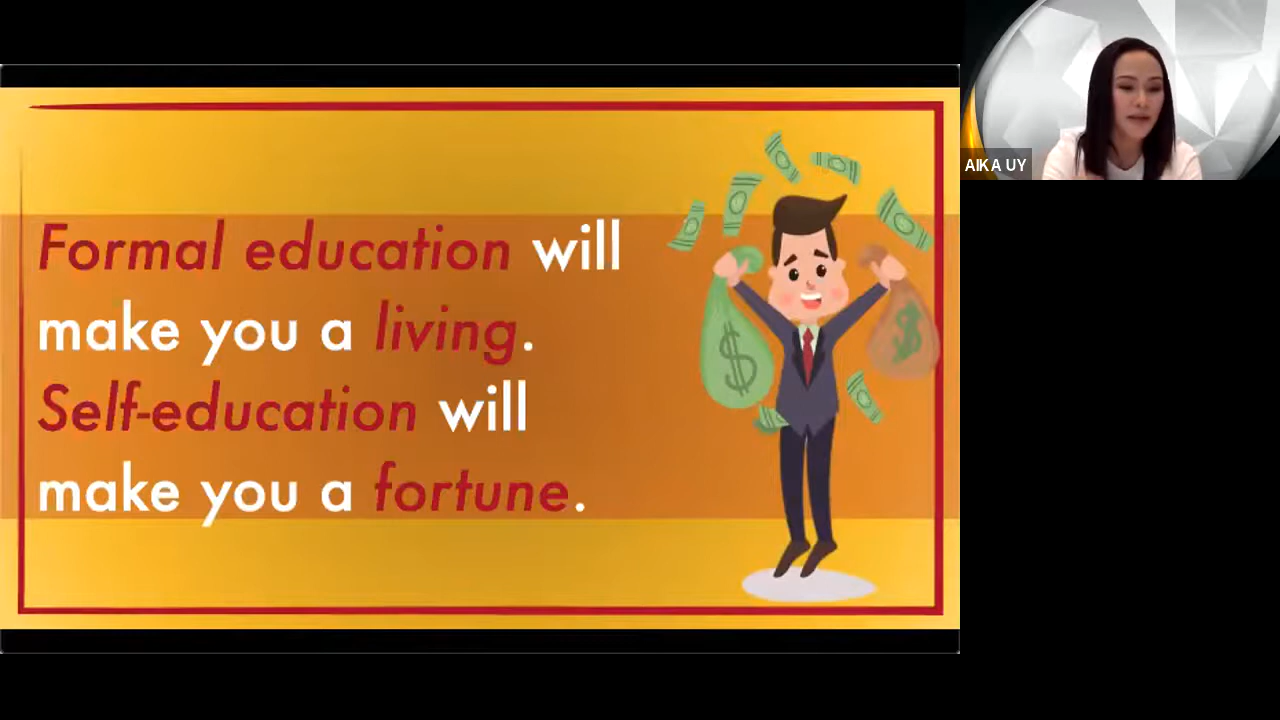 Formal education will
make you a living.
Self-education will
make you a fortune.
AIKA UY